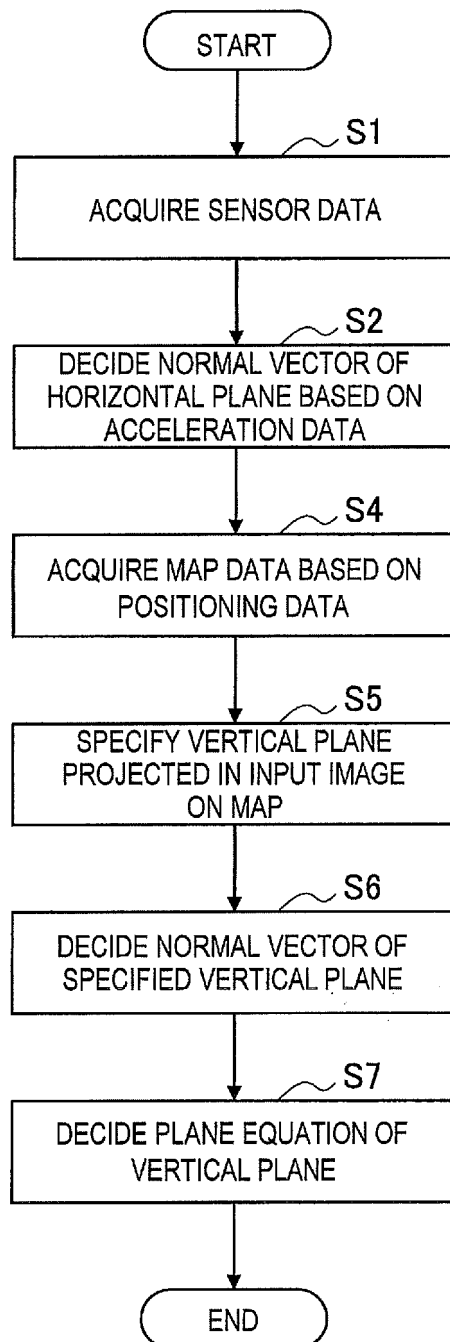 START
S1
ACQUIRE SENSOR DATA
S2
DECIDE NORMAL VECTOR OF
HORIZONTAL PLANE BASED ON
ACCELERATION DATA
S4
ACQUIRE MAP DATA BASED ON
POSITIONING DATA
S5
SPECIFY VERTICAL PLANE
PROJECTED IN INPUT IMAGE
ON MAP
S6
DECIDE NORMAL VECTOR OF
SPECIFIED VERTICAL PLANE
S7
DECIDE PLANE EQUATION OF
VERTICAL PLANE
END